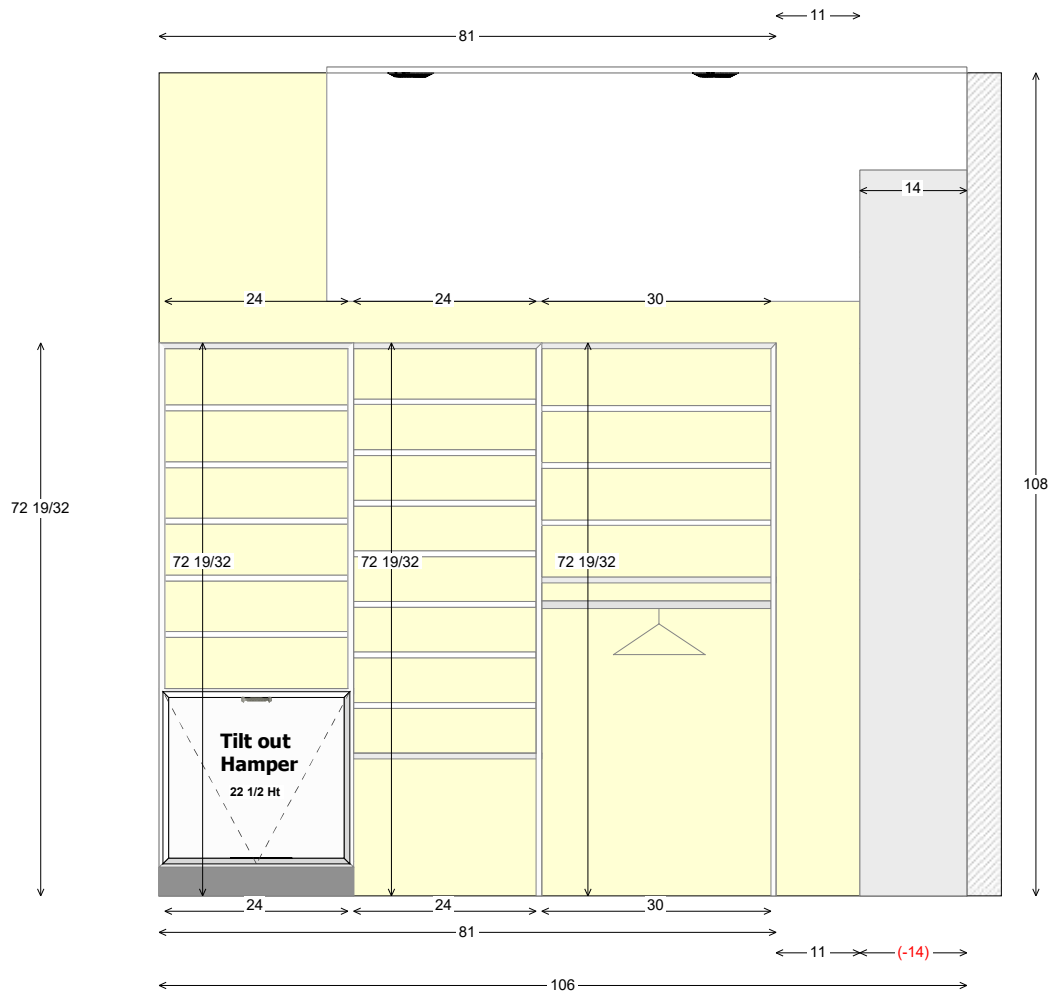 11
81
14
24 24 30
72 19/32
108
72 19/32 72 19/32 72 19/32
Tilt out
Hamper
22 1/2 Ht
24 24 30
81
11 (-14)
106